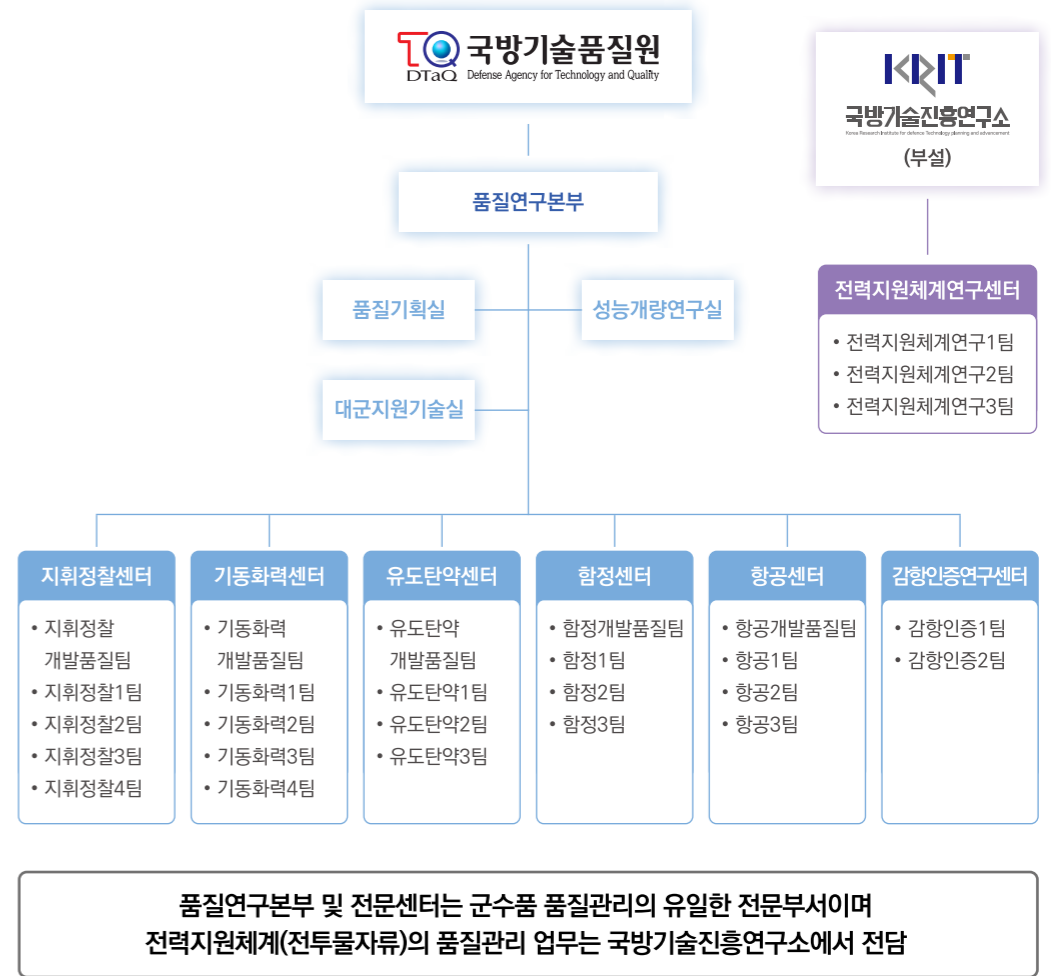 국방기술품질원
DTaQ Defense Agency for Technology and Quality
KRIT
국방기술진흥연구소
Korea Research Institute for defence Technology planning and advancement
(부설)
품질연구본부
품질기획실
성능개량연구실
대군지원기술실
전력지원체계연구센터
• 전력지원체계연구1팀
• 전력지원체계연구2팀
• 전력지원체계연구3팀
지휘정찰센터
• 지휘정찰
개발품질팀
• 지휘정찰1팀
• 지휘정찰2팀
• 지휘정찰3팀
• 지휘정찰4팀
기동화력센터
• 기동화력
개발품질팀
• 기동화력1팀
• 기동화력2팀
• 기동화력3팀
• 기동화력4팀
유도탄약센터
• 유도탄약
개발품질팀
• 유도탄약1팀
• 유도탄약2팀
• 유도탄약3팀
함정센터
• 함정개발품질팀
• 함정1팀
• 함정2팀
• 함정3팀
항공센터
• 항공개발품질팀
• 항공1팀
• 항공2팀
• 항공3팀
감항인증연구센터
• 감항인증1팀
• 감항인증2팀
품질연구본부 및 전문센터는 군수품 품질관리의 유일한 전문부서이며
전력지원체계(전투물자류)의 품질관리 업무는 국방기술진흥연구소에서 전담